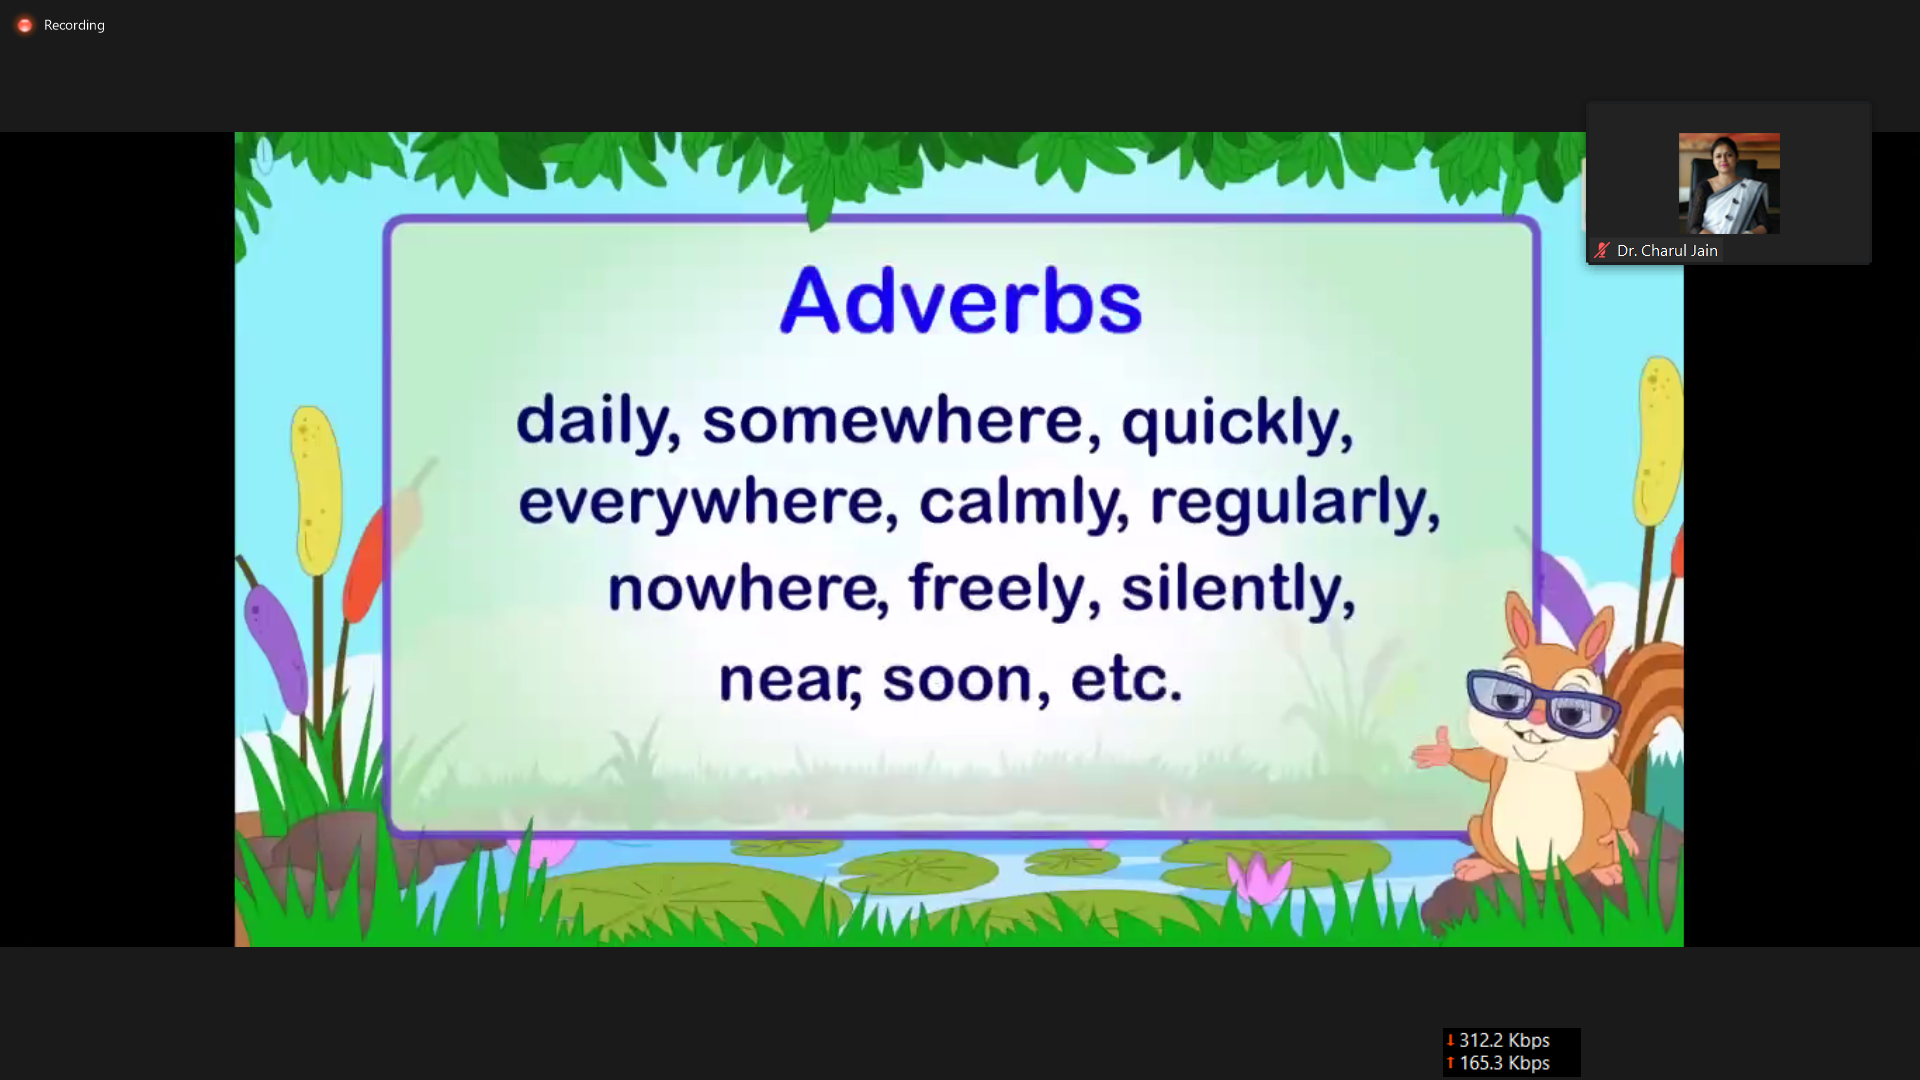 Recording
Dr. Charul Jain
Adverbs
daily, somewhere, quickly,
everywhere, calmly, regularly,
nowhere, freely, silently,
near, soon, etc.
↓ 312.2 Kbps
↑ 165.3 Kbps